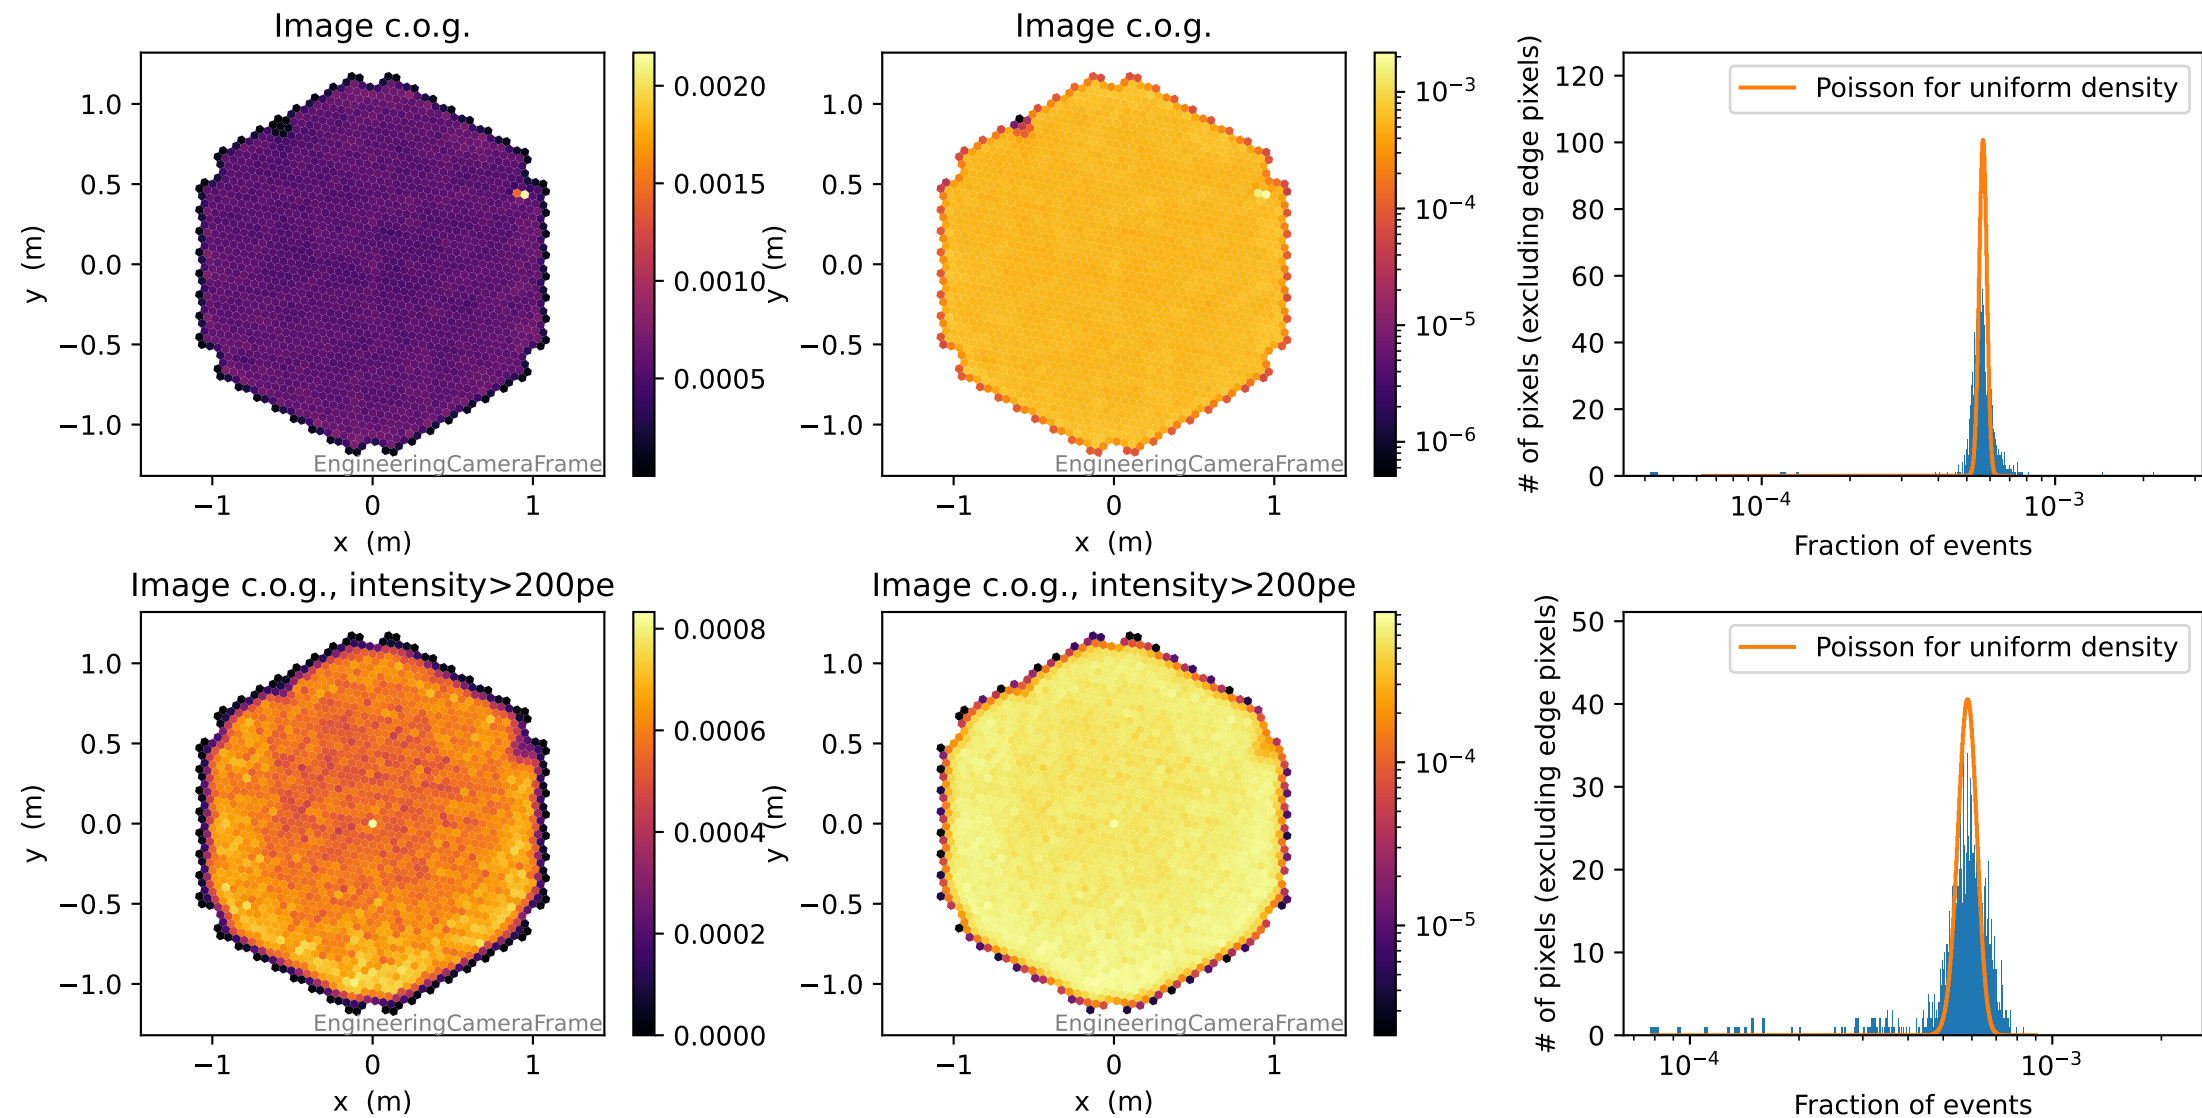 Image c.o.g.
1.0
0.5
0.0
−0.5
−1.0
y (m)
−1
0
1
x (m)
EngineeringCameraFrame
0.0020
0.0015
0.0010
0.0005
Image c.o.g.
1.0
0.5
0.0
−0.5
−1.0
y (m)
−1
0
1
x (m)
EngineeringCameraFrame
10⁻³
10⁻⁴
10⁻⁵
10⁻⁶
# of pixels (excluding edge pixels)
120
100
80
60
40
20
0
Poisson for uniform density
10⁻⁴
10⁻³
Fraction of events
Image c.o.g., intensity>200pe
1.0
0.5
0.0
−0.5
−1.0
y (m)
−1
0
1
x (m)
EngineeringCameraFrame
0.0008
0.0006
0.0004
0.0002
0.0000
Image c.o.g., intensity>200pe
1.0
0.5
0.0
−0.5
−1.0
y (m)
−1
0
1
x (m)
EngineeringCameraFrame
10⁻⁴
10⁻⁵
# of pixels (excluding edge pixels)
50
40
30
20
10
0
Poisson for uniform density
10⁻⁴
10⁻³
Fraction of events